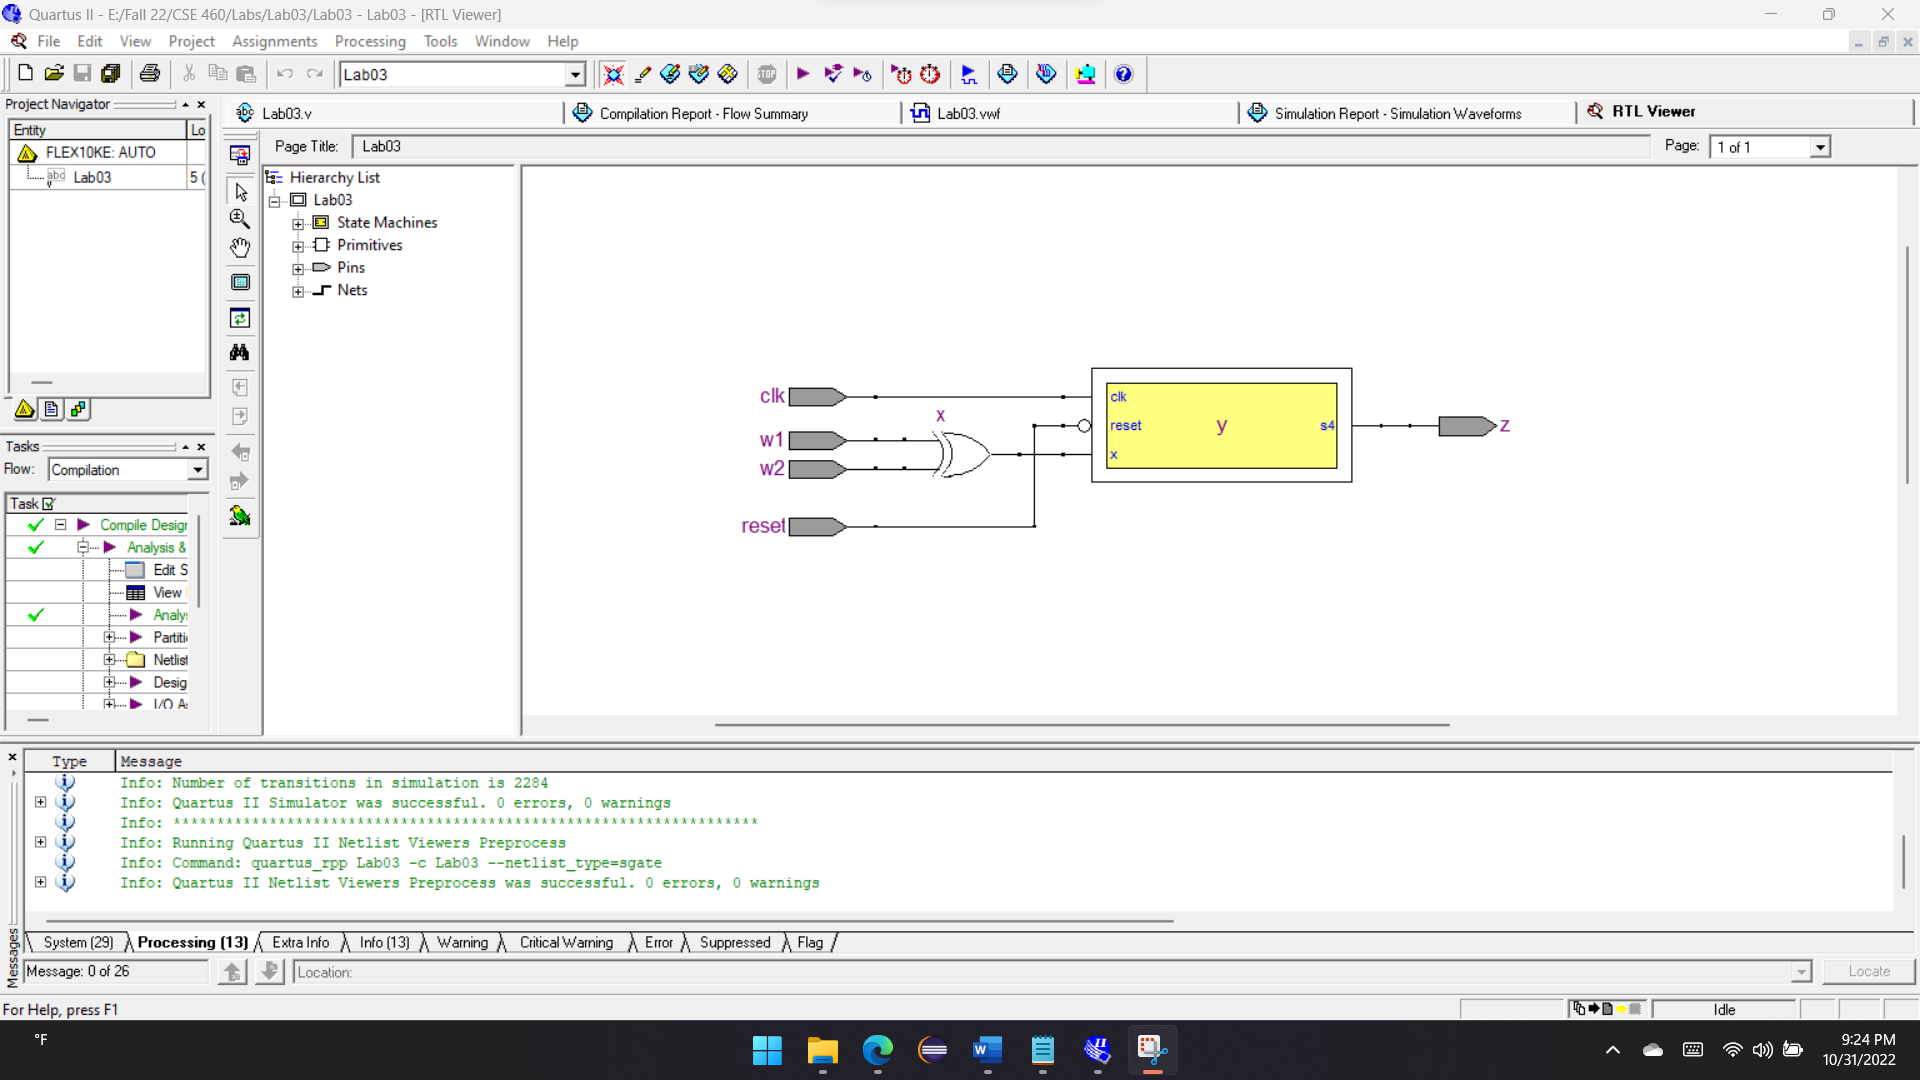 Quartus II - E:/Fall 22/CSE 460/Labs/Lab03/Lab03 - Lab03 - [RTL Viewer]
File Edit View Project Assignments Processing Tools Window Help
Lab03
STOP
Project Navigator
Entity Lo
FLEX10KE: AUTO
abc Lab03 5 (
Lab03.v
Compilation Report - Flow Summary
Lab03.vwf
Simulation Report - Simulation Waveforms
RTL Viewer
Page Title: Lab03
Page: 1 of 1
Hierarchy List
Lab03
State Machines
Primitives
Pins
Nets
clk
w1
w2
reset
x
clk
reset
x
y
s4
z
Tasks
Flow: Compilation
Task
Compile Design
Analysis &
Edit S
View
Analy
Partiti
Netlist
Desig
I/O A
Type Message
Info: Number of transitions in simulation is 2284
Info: Quartus II Simulator was successful. 0 errors, 0 warnings
Info: *******************************************************************
Info: Running Quartus II Netlist Viewers Preprocess
Info: Command: quartus_rpp Lab03 -c Lab03 --netlist_type=sgate
Info: Quartus II Netlist Viewers Preprocess was successful. 0 errors, 0 warnings
Messages
System (29) Processing (13) Extra Info Info (13) Warning Critical Warning Error Suppressed Flag
Message: 0 of 26
Location:
Locate
For Help, press F1
Idle
°F
9:24 PM
10/31/2022